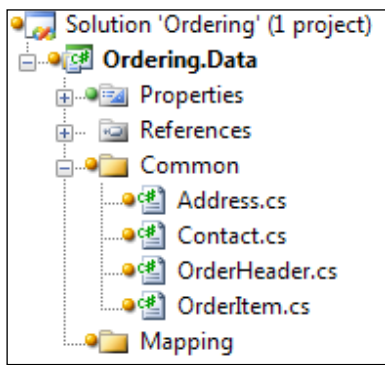 Solution 'Ordering' (1 project)
Ordering.Data
Properties
References
Common
Address.cs
Contact.cs
OrderHeader.cs
OrderItem.cs
Mapping